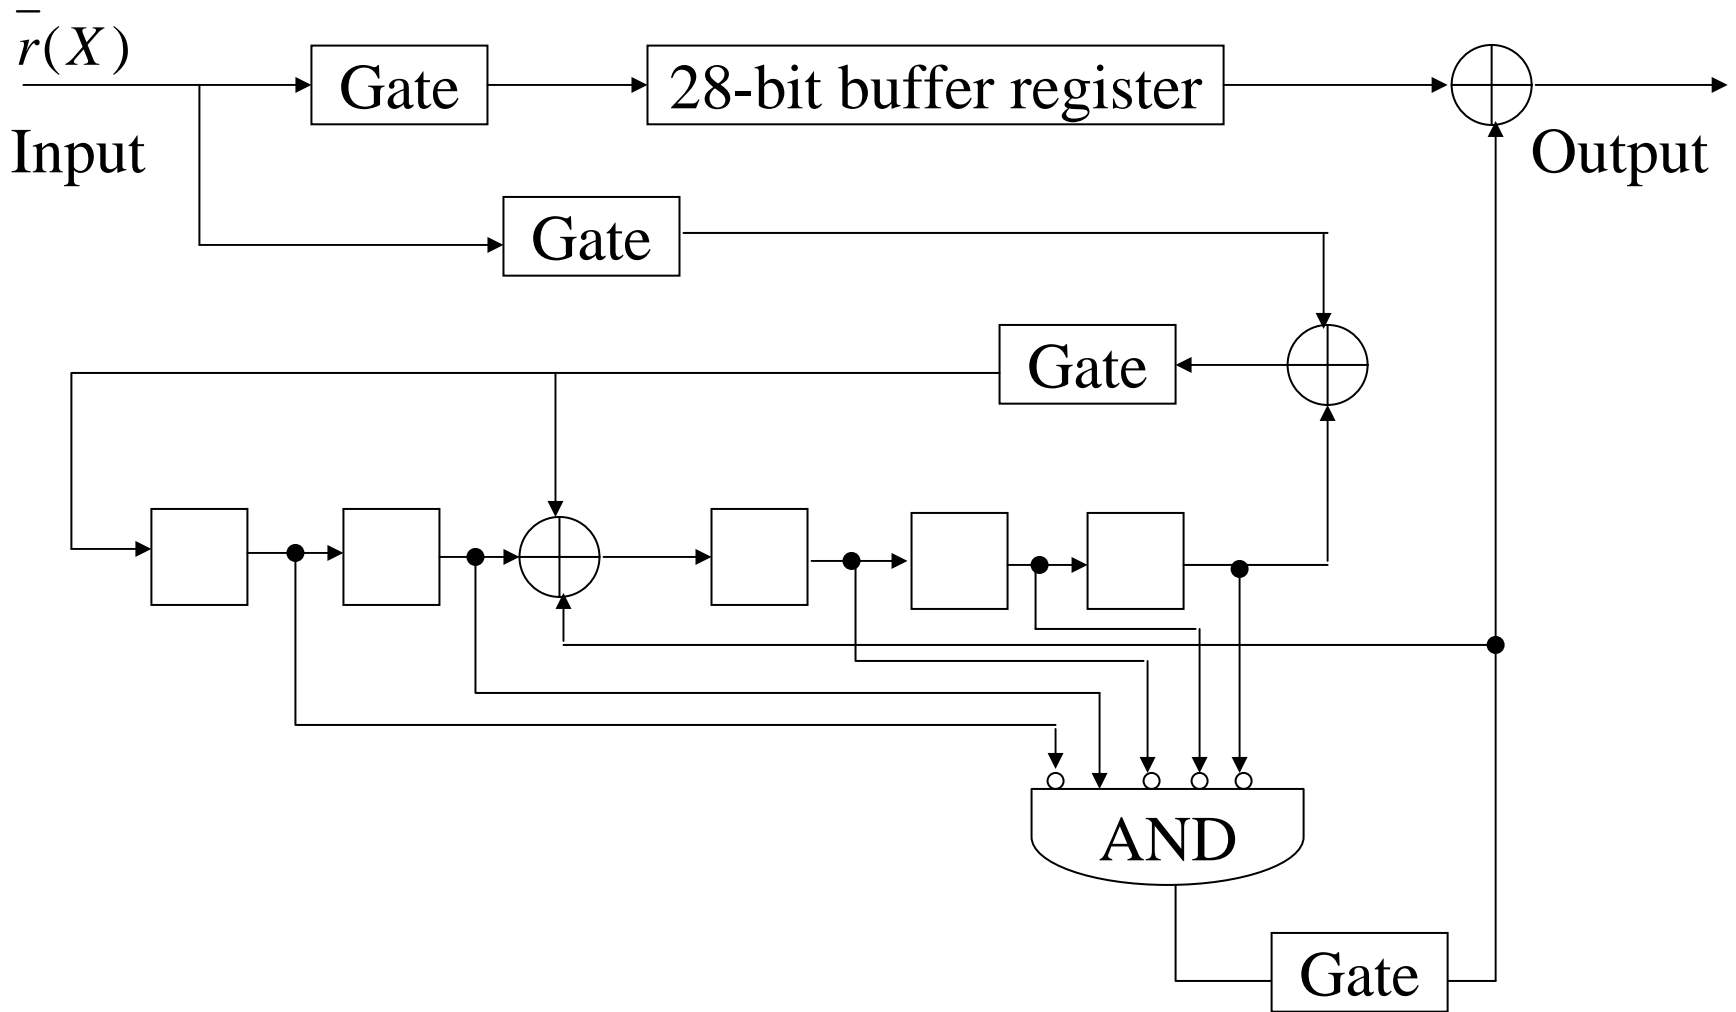 r̅(X)
Gate
28-bit buffer register
Input
Output
Gate
Gate
AND
Gate